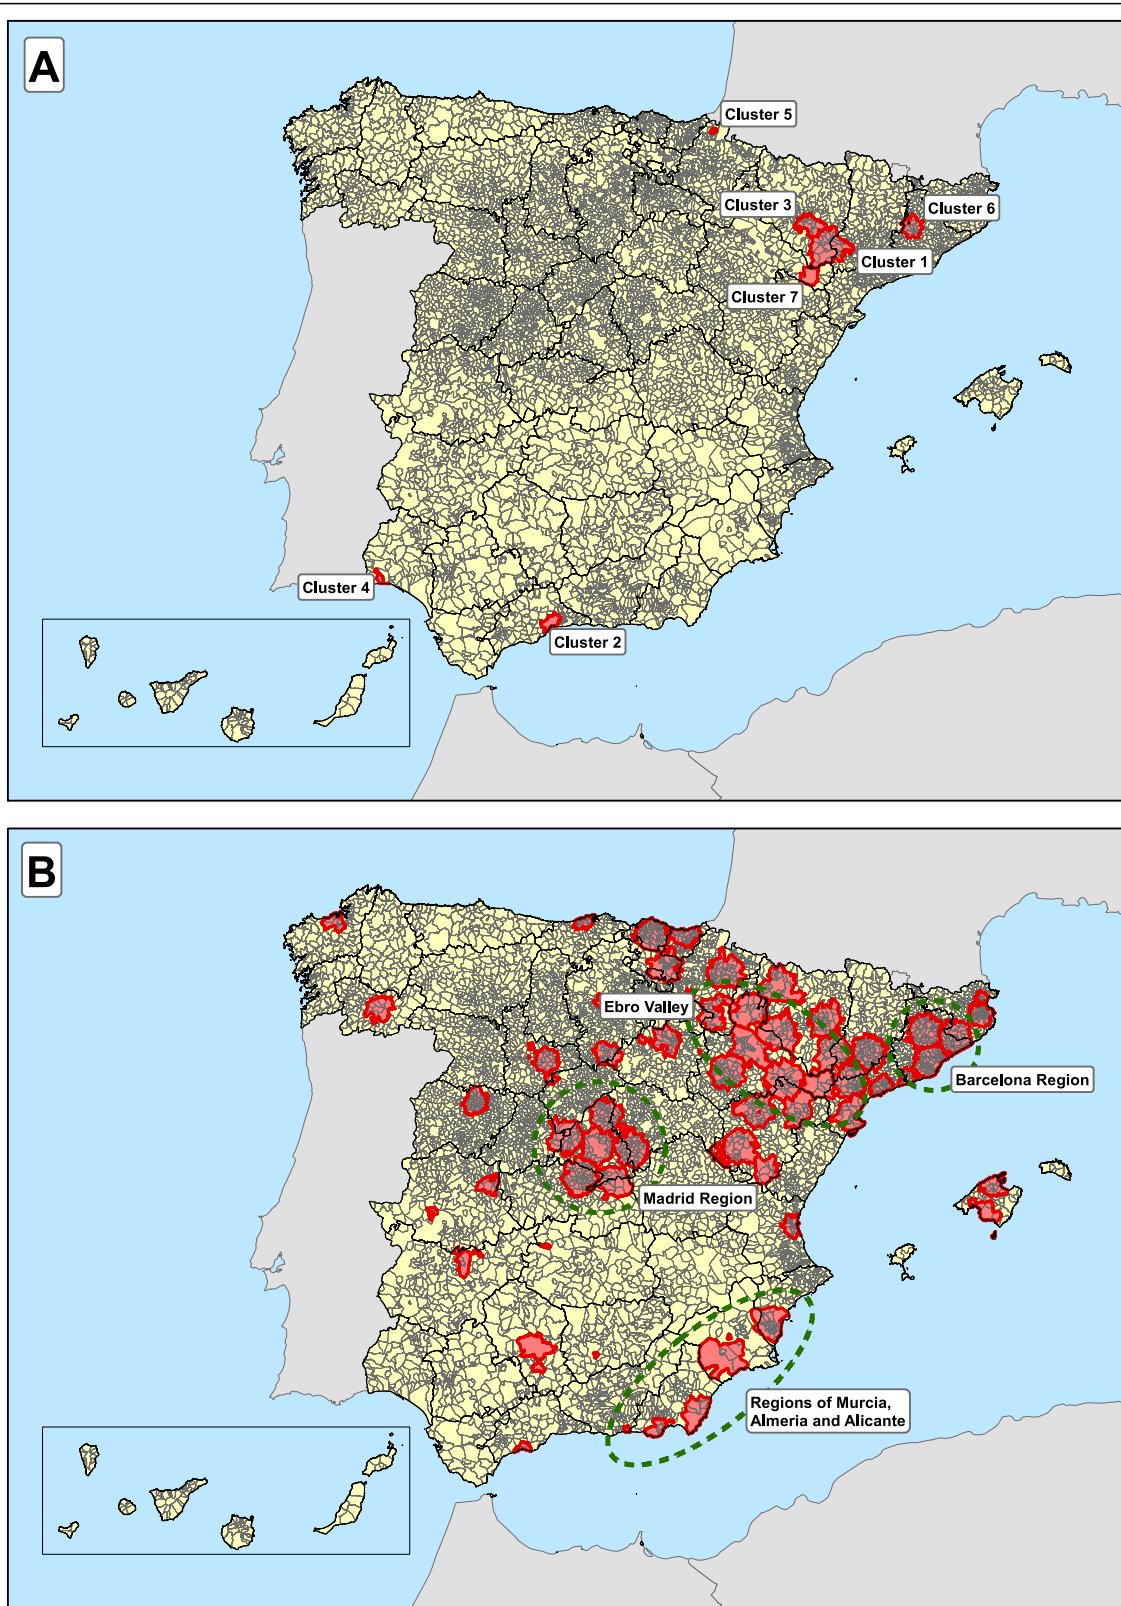 A
Cluster 5
Cluster 3
Cluster 6
Cluster 1
Cluster 7
Cluster 4
Cluster 2
B
Ebro Valley
Barcelona Region
Madrid Region
Regions of Murcia,
Almeria and Alicante